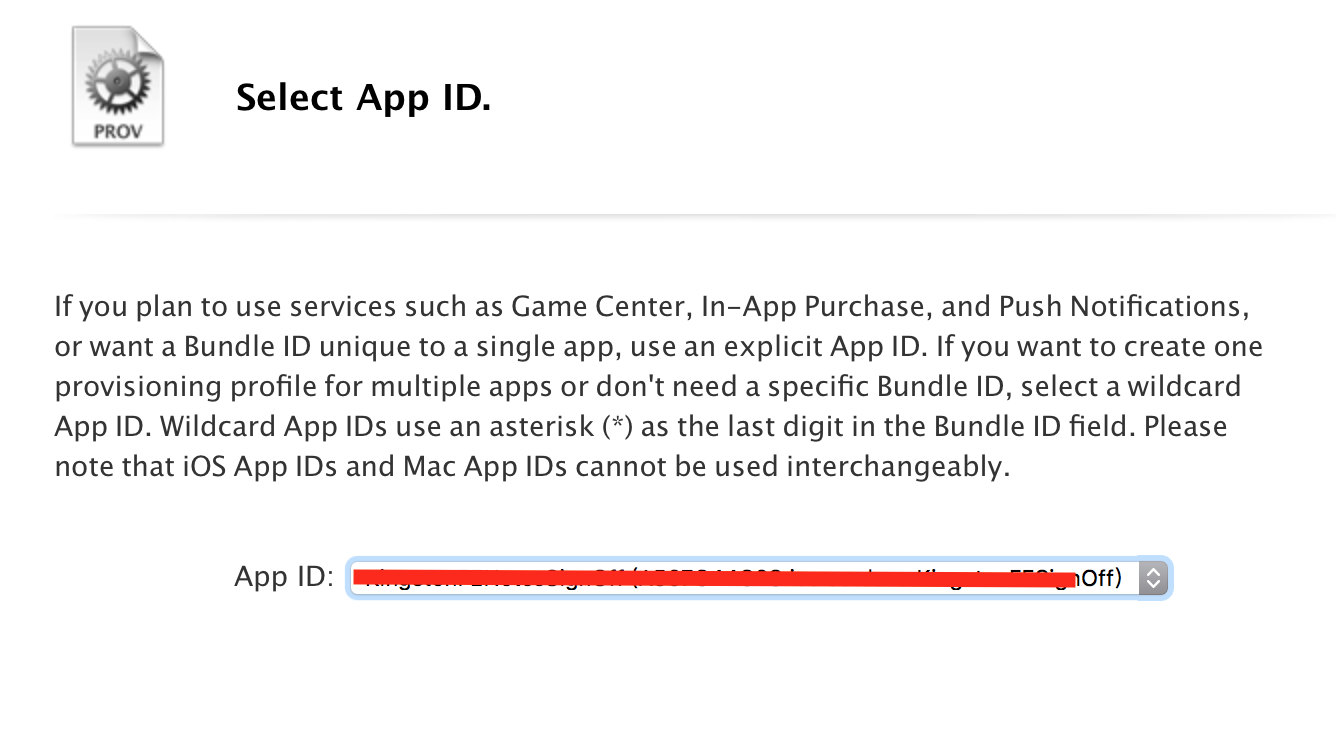 PROV
Select App ID.
If you plan to use services such as Game Center, In-App Purchase, and Push Notifications,
or want a Bundle ID unique to a single app, use an explicit App ID. If you want to create one
provisioning profile for multiple apps or don't need a specific Bundle ID, select a wildcard
App ID. Wildcard App IDs use an asterisk (*) as the last digit in the Bundle ID field. Please
note that iOS App IDs and Mac App IDs cannot be used interchangeably.
App ID: